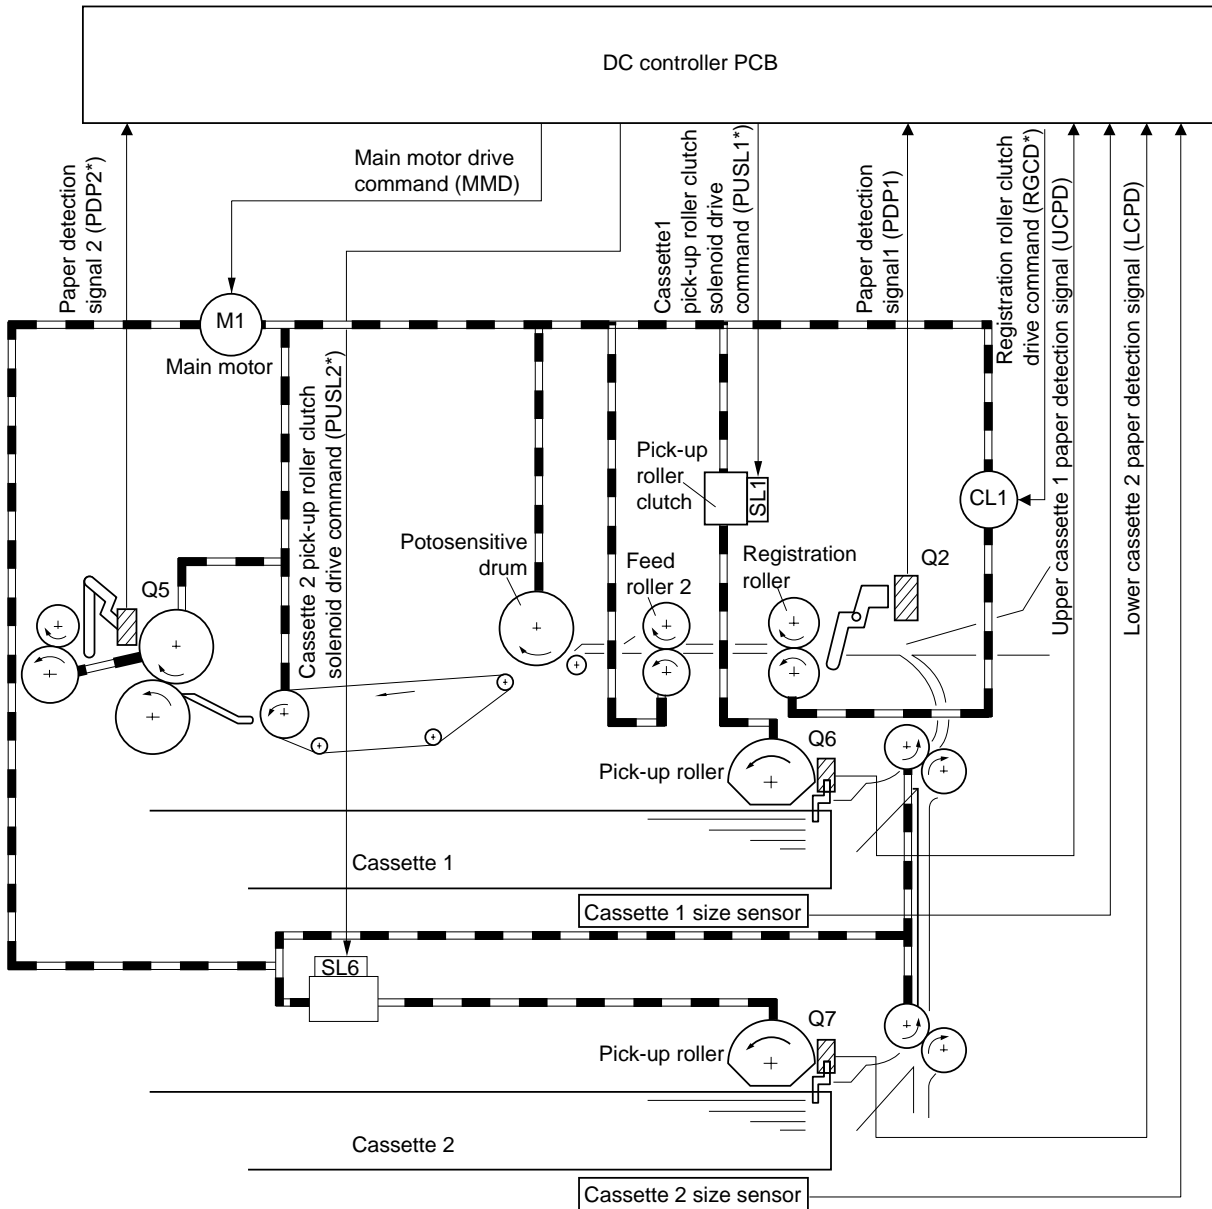 DC controller PCB
Paper detection
signal 2 (PDP2*)
Main motor drive
command (MMD)
Cassette1
pick-up roller clutch
solenoid drive
command (PUSL1*)
Paper detection
signal1 (PDP1)
Registration roller clutch
drive command (RGCD*)
Upper cassette 1 paper detection signal (UCPD)
Lower cassette 2 paper detection signal (LCPD)
M1
Main motor
Cassette 2 pick-up roller clutch
solenoid drive command (PUSL2*)
Pick-up
roller
clutch
SL1
CL1
Potosensitive
drum
Feed
roller 2
Registration
roller
Q2
Q5
Q6
Pick-up roller
Cassette 1
Cassette 1 size sensor
SL6
Q7
Pick-up roller
Cassette 2
Cassette 2 size sensor